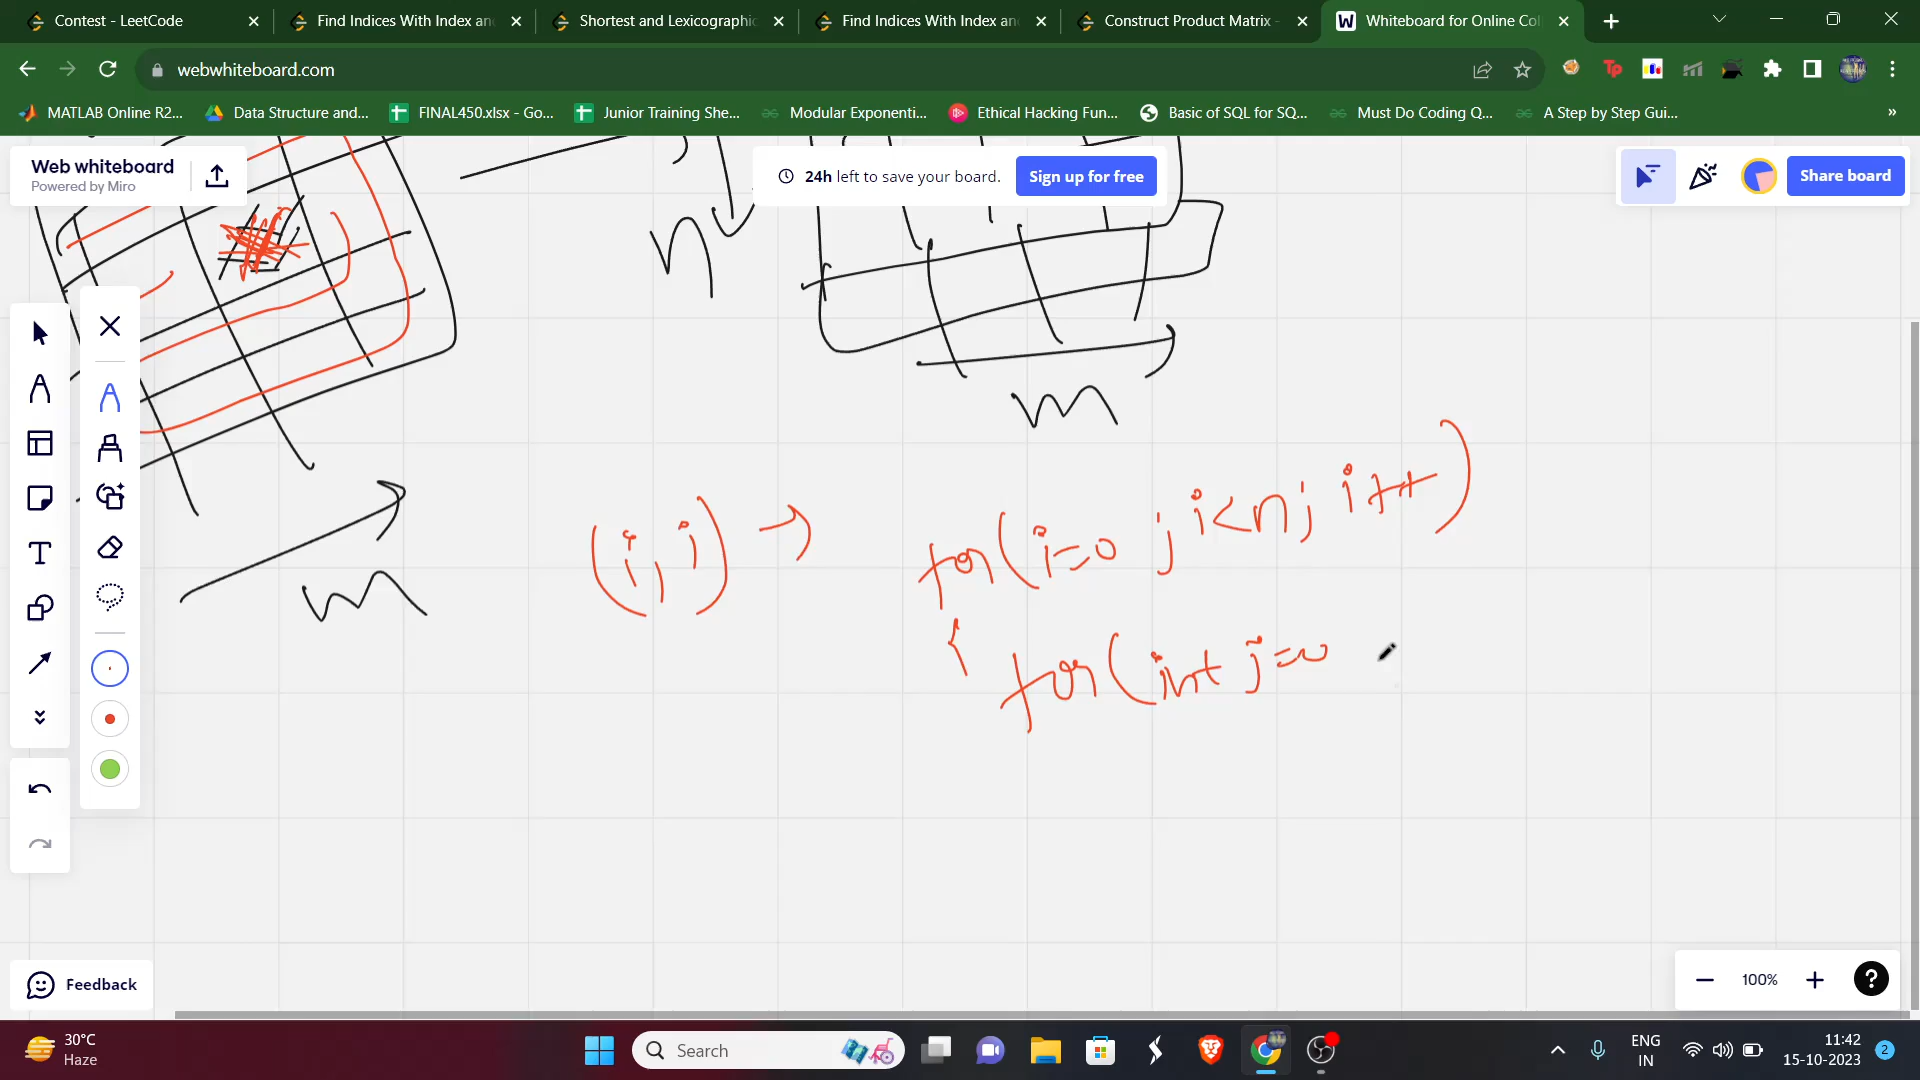 Contest - LeetCode
Find Indices With Index an
Shortest and Lexicographic
Find Indices With Index an
Construct Product Matrix -
Whiteboard for Online Col
webwhiteboard.com
MATLAB Online R2...
Data Structure and...
FINAL450.xlsx - Go...
Junior Training She...
Modular Exponenti...
Ethical Hacking Fun...
Basic of SQL for SQ...
Must Do Coding Q...
A Step by Step Gui...
»
Web whiteboard
Powered by Miro
24h left to save your board.
Sign up for free
Share board
n
m
m
(i, j) →
for(i=0 ; i<n; i++)
{
for(int j=0
T
Feedback
100%
?
30°C
Haze
Search
ENG
IN
11:42
15-10-2023
2